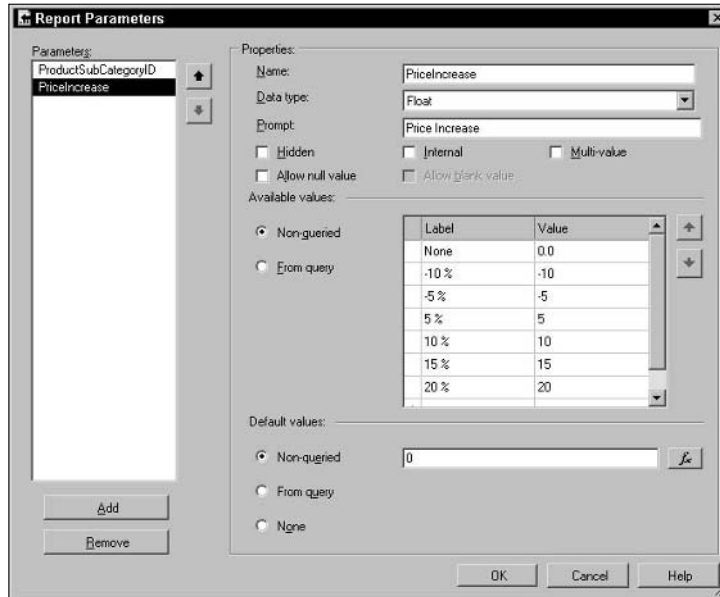 Report Parameters
Parameters:
ProductSubCategoryID
PriceIncrease
Add
Remove
Properties:
Name:
PriceIncrease
Data type:
Float
Prompt:
Price Increase
Hidden
Internal
Multi-value
Allow null value
Allow blank value
Available values:
Non-queried
From query
Label Value
None 0.0
-10 % -10
-5 % -5
5 % 5
10 % 10
15 % 15
20 % 20
Default values:
Non-queried
0
fx
From query
None
OK
Cancel
Help